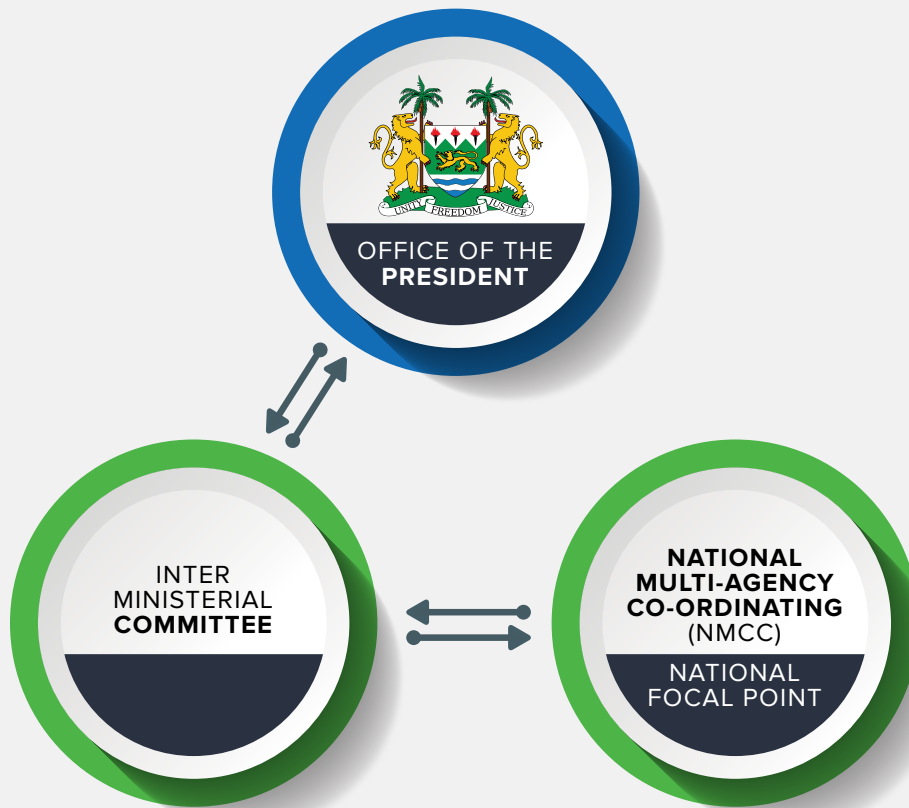 UNITY FREEDOM JUSTICE
OFFICE OF THE
PRESIDENT
INTER
MINISTERIAL
COMMITTEE
NATIONAL
MULTI-AGENCY
CO-ORDINATING
(NMCC)
NATIONAL
FOCAL POINT